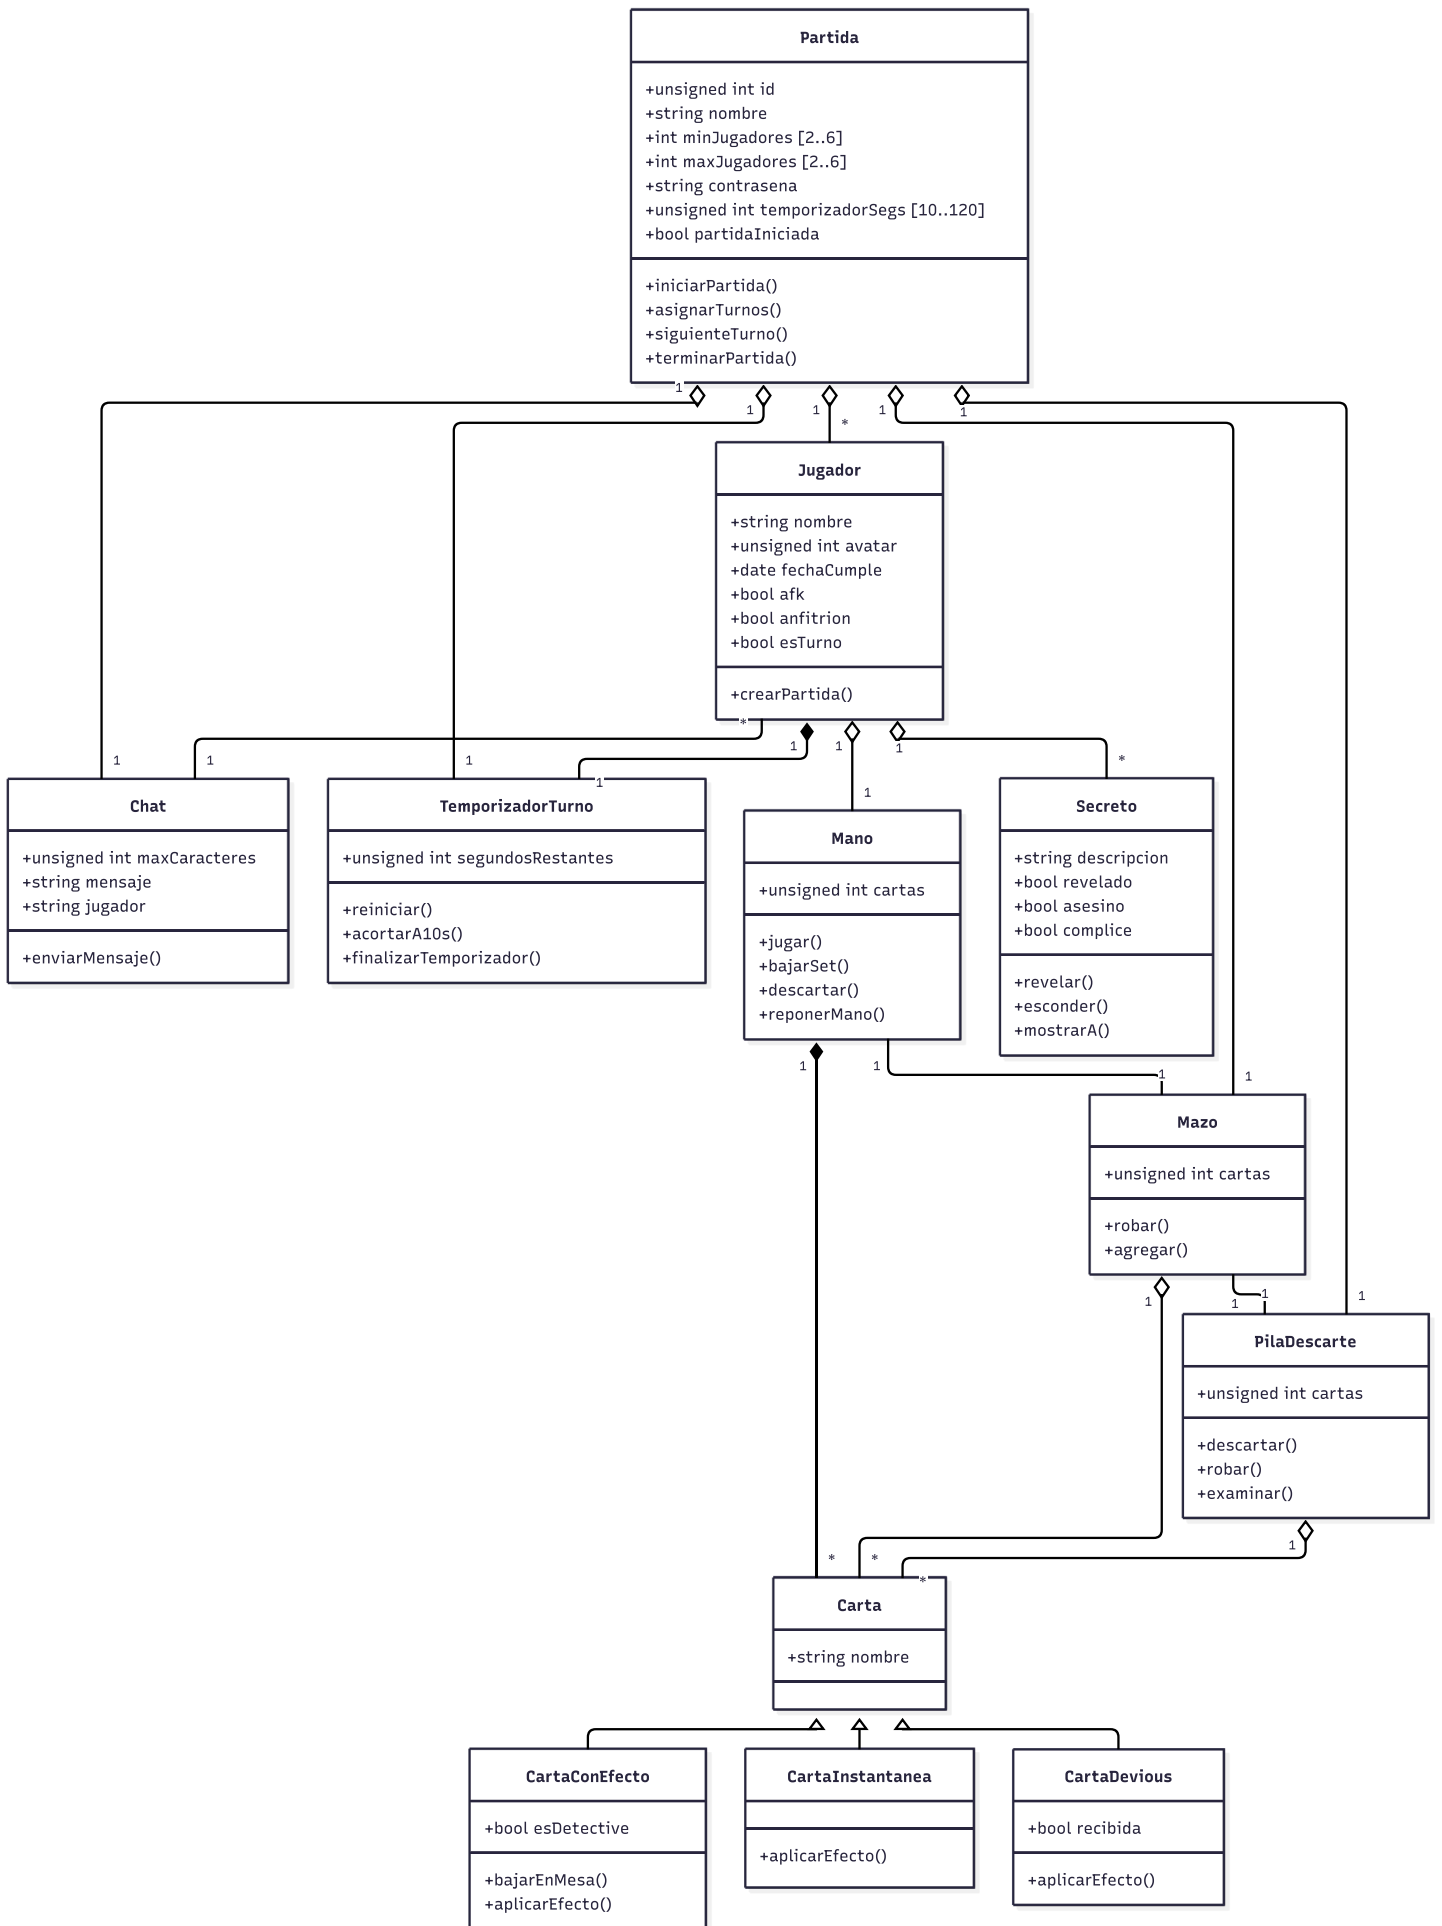 Partida
+unsigned int id
+string nombre
+int minJugadores [2..6]
+int maxJugadores [2..6]
+string contrasena
+unsigned int temporizadorSegs [10..120]
+bool partidaIniciada
+iniciarPartida()
+asignarTurnos()
+siguienteTurno()
+terminarPartida()
1
1
1
1
1
*
Jugador
+string nombre
+unsigned int avatar
+date fechaCumple
+bool afk
+bool anfitrion
+bool esTurno
+crearPartida()
*
1
1
1
1
1
1
1
*
1
Chat
+unsigned int maxCaracteres
+string mensaje
+string jugador
+enviarMensaje()
TemporizadorTurno
+unsigned int segundosRestantes
+reiniciar()
+acortarA10s()
+finalizarTemporizador()
1
Mano
+unsigned int cartas
+jugar()
+bajarSet()
+descartar()
+reponerMano()
Secreto
+string descripcion
+bool revelado
+bool asesino
+bool complice
+revelar()
+esconder()
+mostrarA()
1
1
1
1
Mazo
+unsigned int cartas
+robar()
+agregar()
1
1
1
1
PilaDescarte
+unsigned int cartas
+descartar()
+robar()
+examinar()
1
*
*
*
Carta
+string nombre
CartaConEfecto
+bool esDetective
+bajarEnMesa()
+aplicarEfecto()
CartaInstantanea
+aplicarEfecto()
CartaDevious
+bool recibida
+aplicarEfecto()